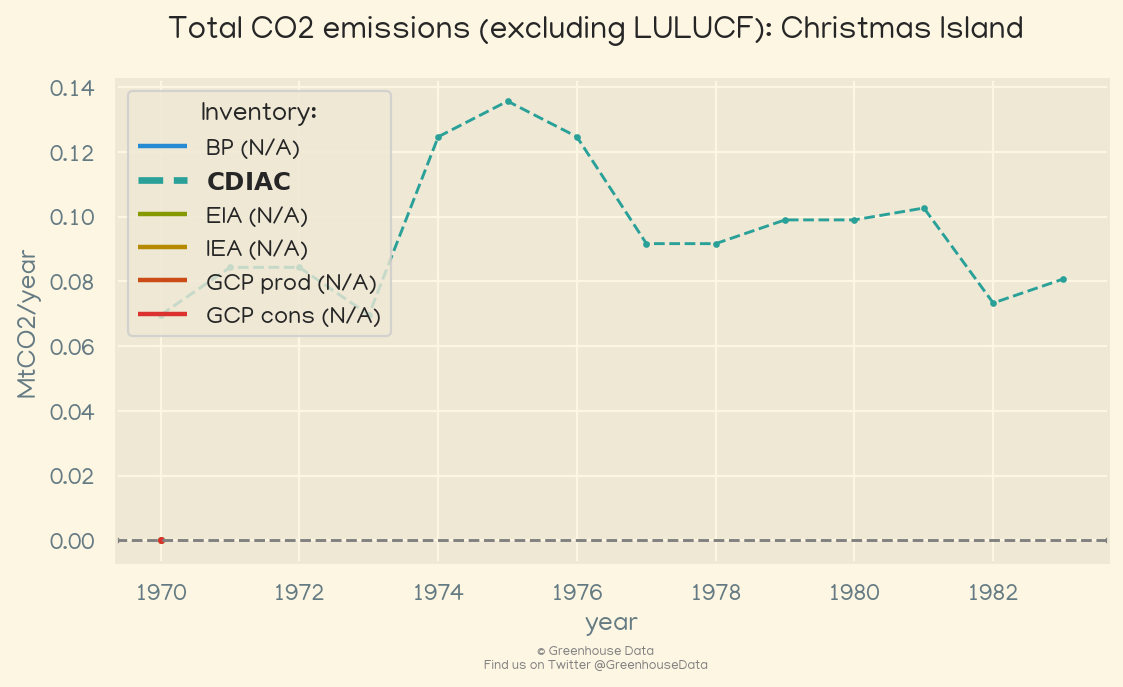 Total CO2 emissions (excluding LULUCF): Christmas Island
0.14
0.12
0.10
0.08
0.06
0.04
0.02
0.00
MtCO2/year
Inventory:
BP (N/A)
CDIAC
EIA (N/A)
IEA (N/A)
GCP prod (N/A)
GCP cons (N/A)
1970
1972
1974
1976
1978
1980
1982
year
© Greenhouse Data
Find us on Twitter @GreenhouseData